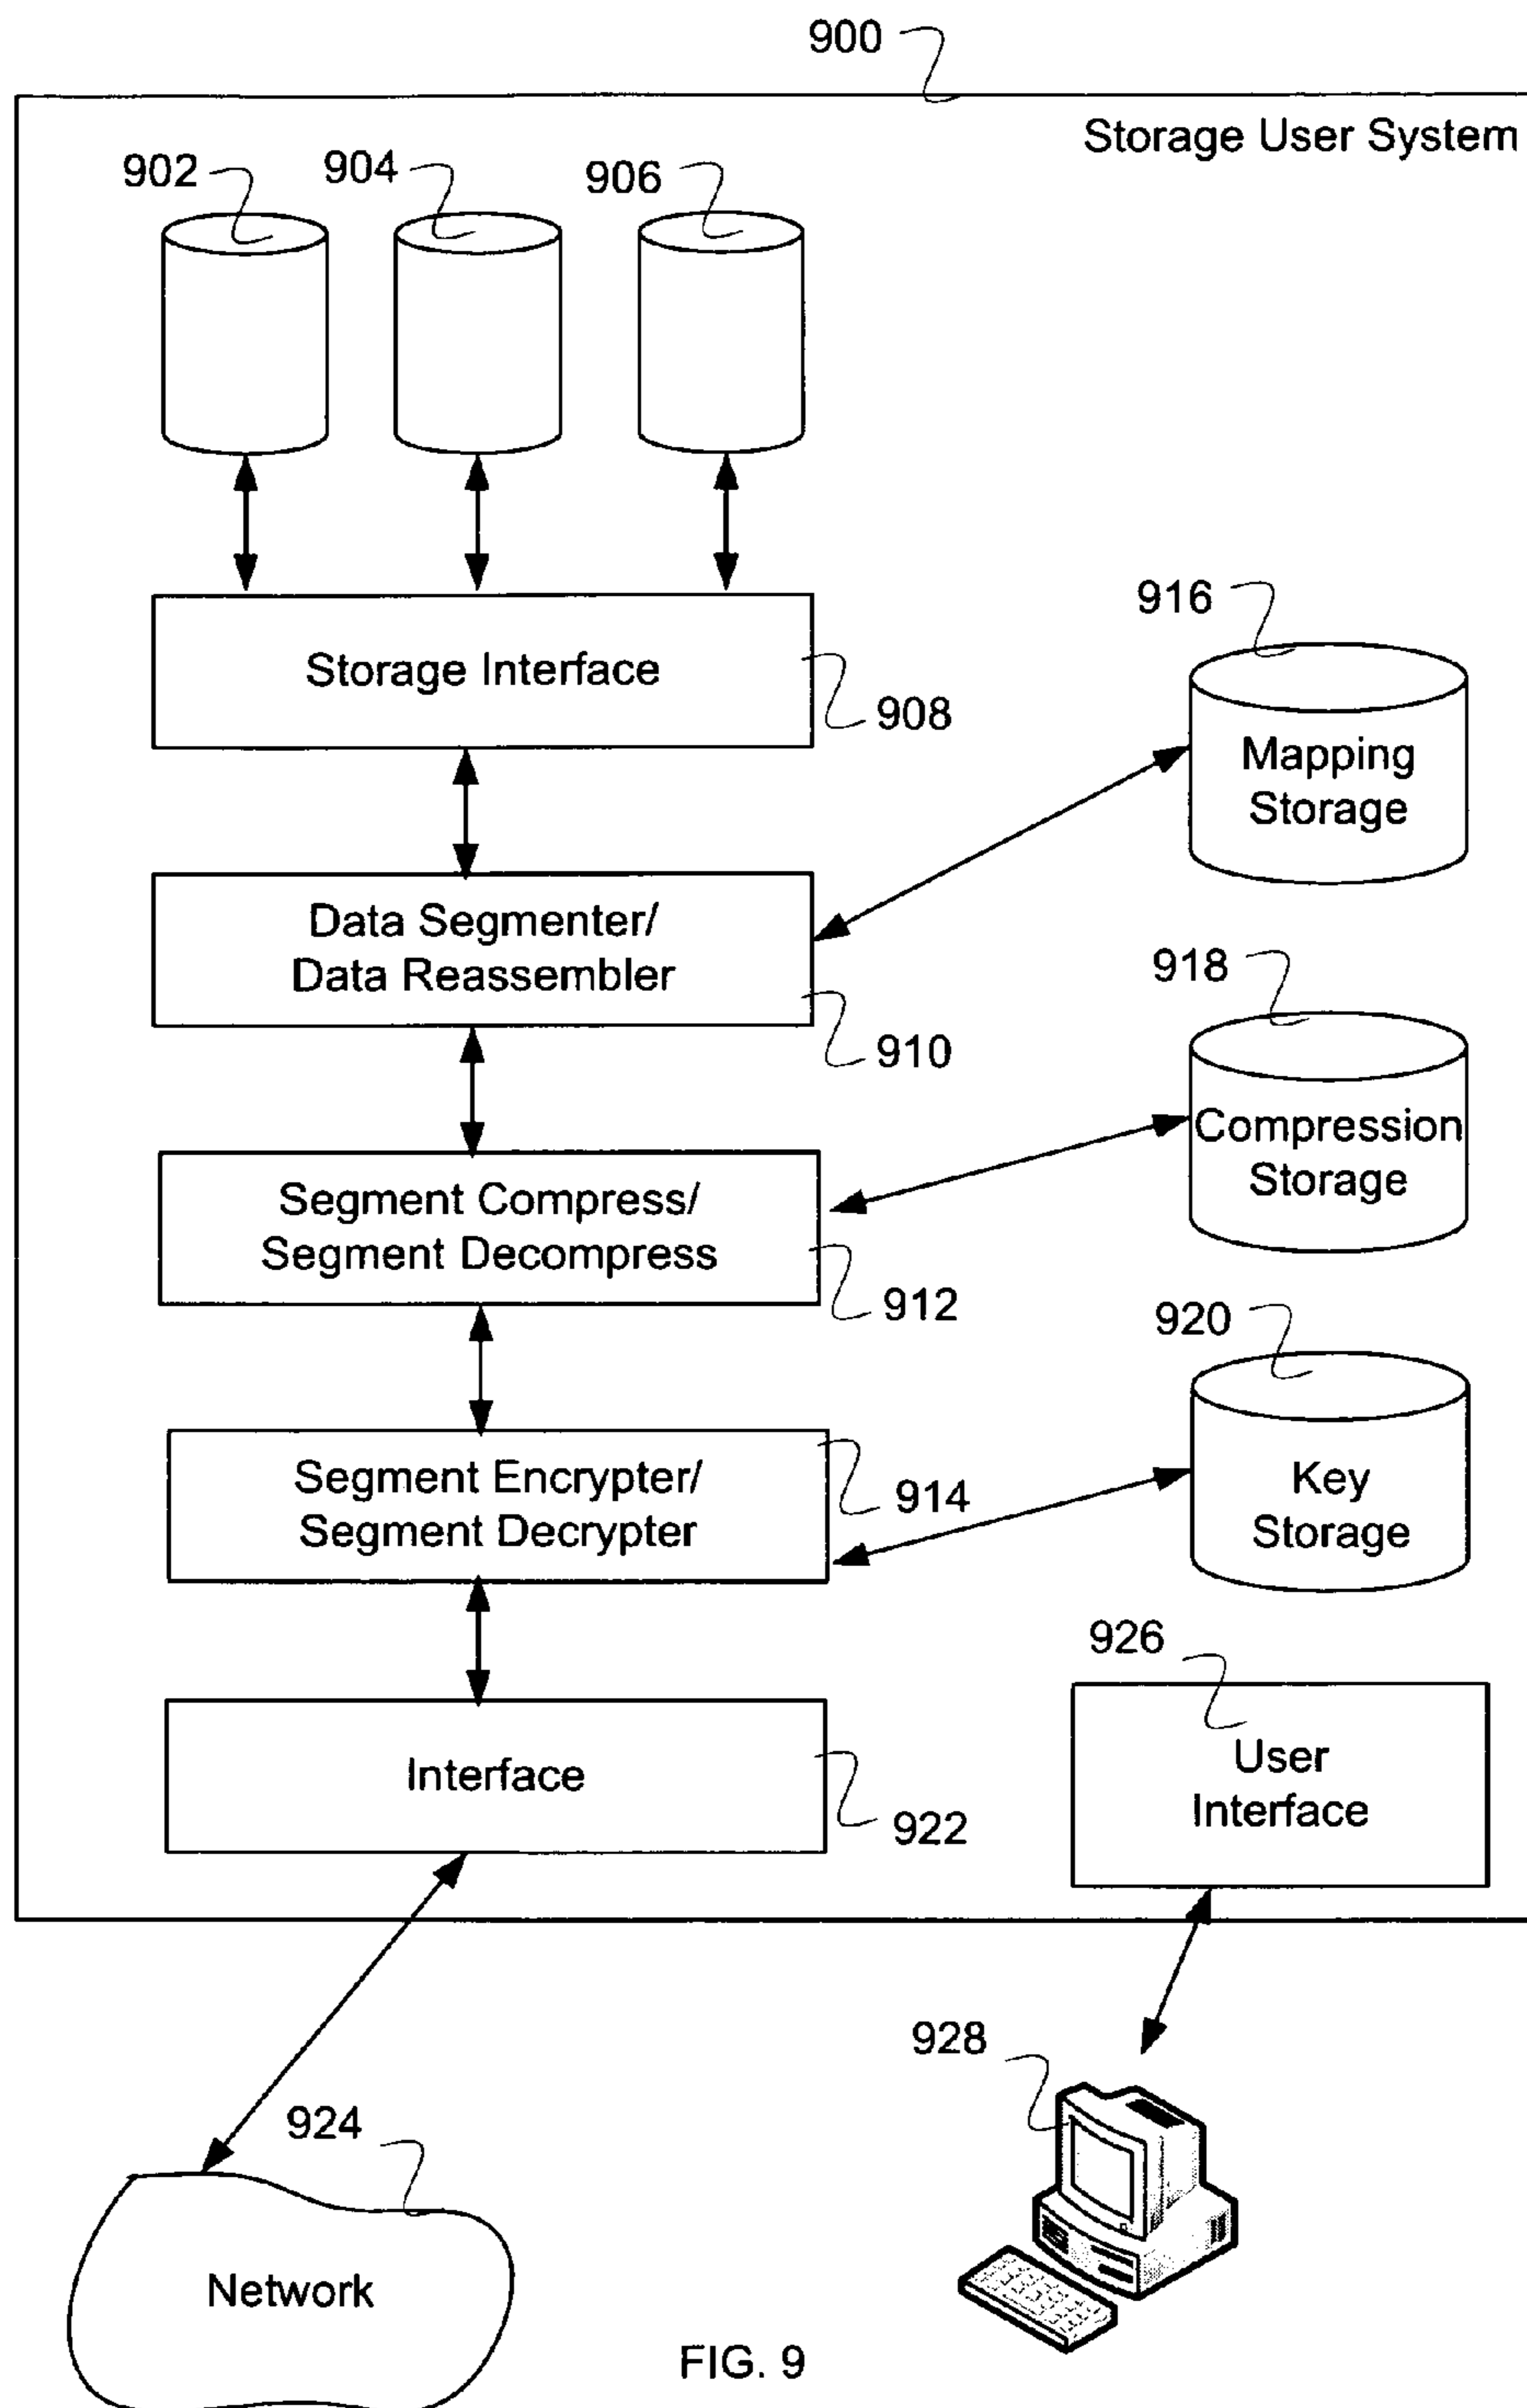 900
Storage User System
902
904
906
Storage Interface
908
916
Mapping
Storage
Data Segmenter/
Data Reassembler
910
918
Compression
Storage
Segment Compress/
Segment Decompress
912
920
Key
Storage
Segment Encrypter/
Segment Decrypter
914
926
User
Interface
Interface
922
928
924
Network
FIG. 9